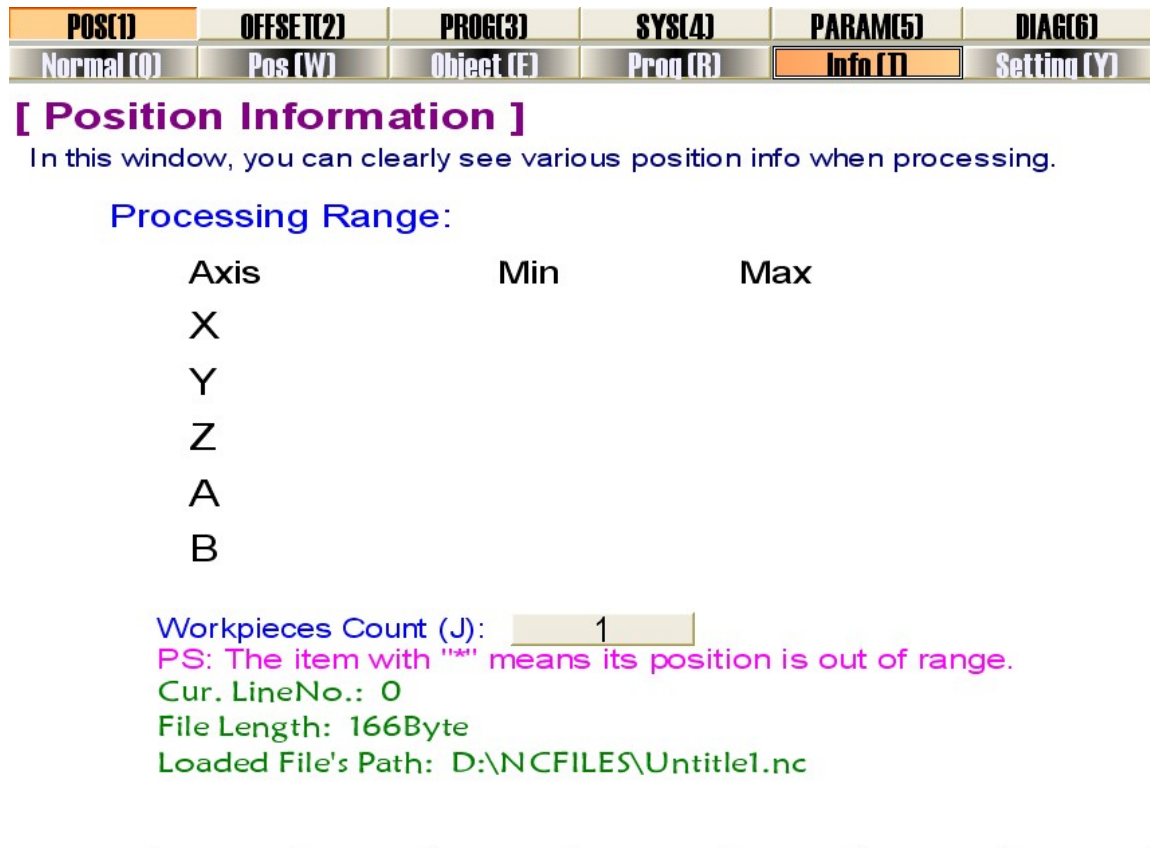 POS(1) OFFSET(2) PROG(3) SYS(4) PARAM(5) DIAG(6)
Normal (Q) Pos (W) Object (E) Prog (R) Info (T) Setting (Y)
[ Position Information ]
In this window, you can clearly see various position info when processing.
Processing Range:
Axis Min Max
X
Y
Z
A
B
Workpieces Count (J): 1
PS: The item with "*" means its position is out of range.
Cur. LineNo.: 0
File Length: 166Byte
Loaded File's Path: D:\NCFILES\Untitle1.nc